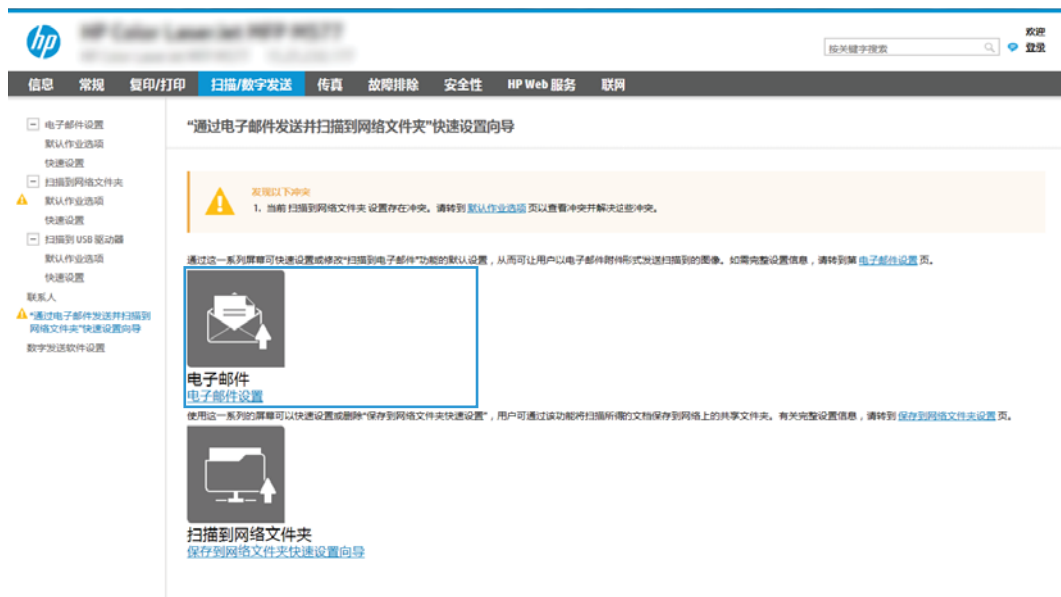 hp
欢迎
按关键字搜索
登录
信息 常规 复印/打印 扫描/数字发送 传真 故障排除 安全性 HP Web 服务 联网
电子邮件设置
默认作业选项
快速设置
扫描到网络文件夹
默认作业选项
快速设置
扫描到 USB 驱动器
默认作业选项
快速设置
联系人
"通过电子邮件发送并扫描到
网络文件夹"快速设置向导
数字发送软件设置
"通过电子邮件发送并扫描到网络文件夹"快速设置向导
发现以下冲突
1. 当前 扫描到网络文件夹 设置存在冲突。请转到 默认作业选项 页以查看冲突并解决这些冲突。
通过这一系列屏幕可快速设置或修改"扫描到电子邮件"功能的默认设置，从而可让用户以电子邮件附件形式发送扫描到的图像。如需完整设置信息，请转到第 电子邮件设置 页。
电子邮件
电子邮件设置
使用这一系列的屏幕可以快速设置或删除"保存到网络文件夹快速设置"，用户可通过该功能将扫描所得的文档保存到网络上的共享文件夹。有关完整设置信息，请转到 保存到网络文件夹设置 页。
扫描到网络文件夹
保存到网络文件夹快速设置向导